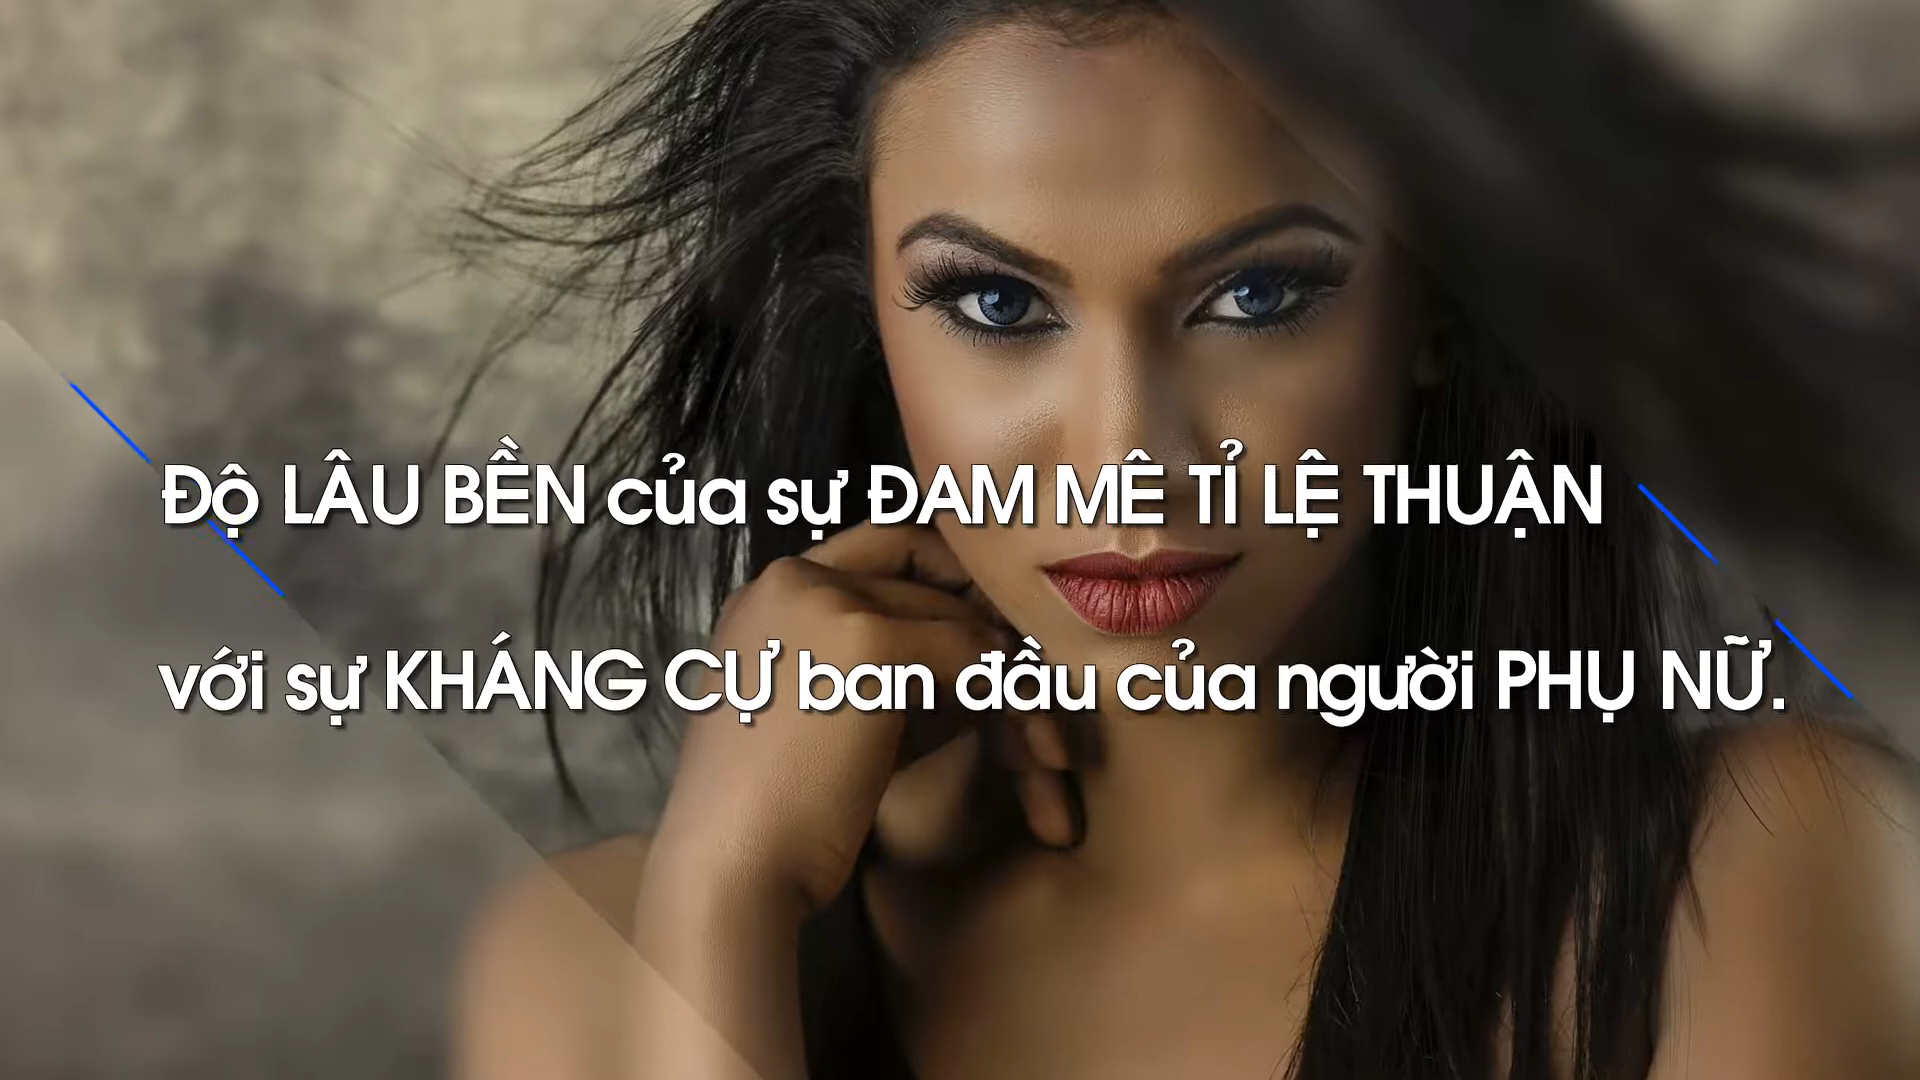 Độ LÂU BỀN của sự ĐAM MÊ TỈ LỆ THUẬN
với sự KHÁNG CỰ ban đầu của người PHỤ NỮ.